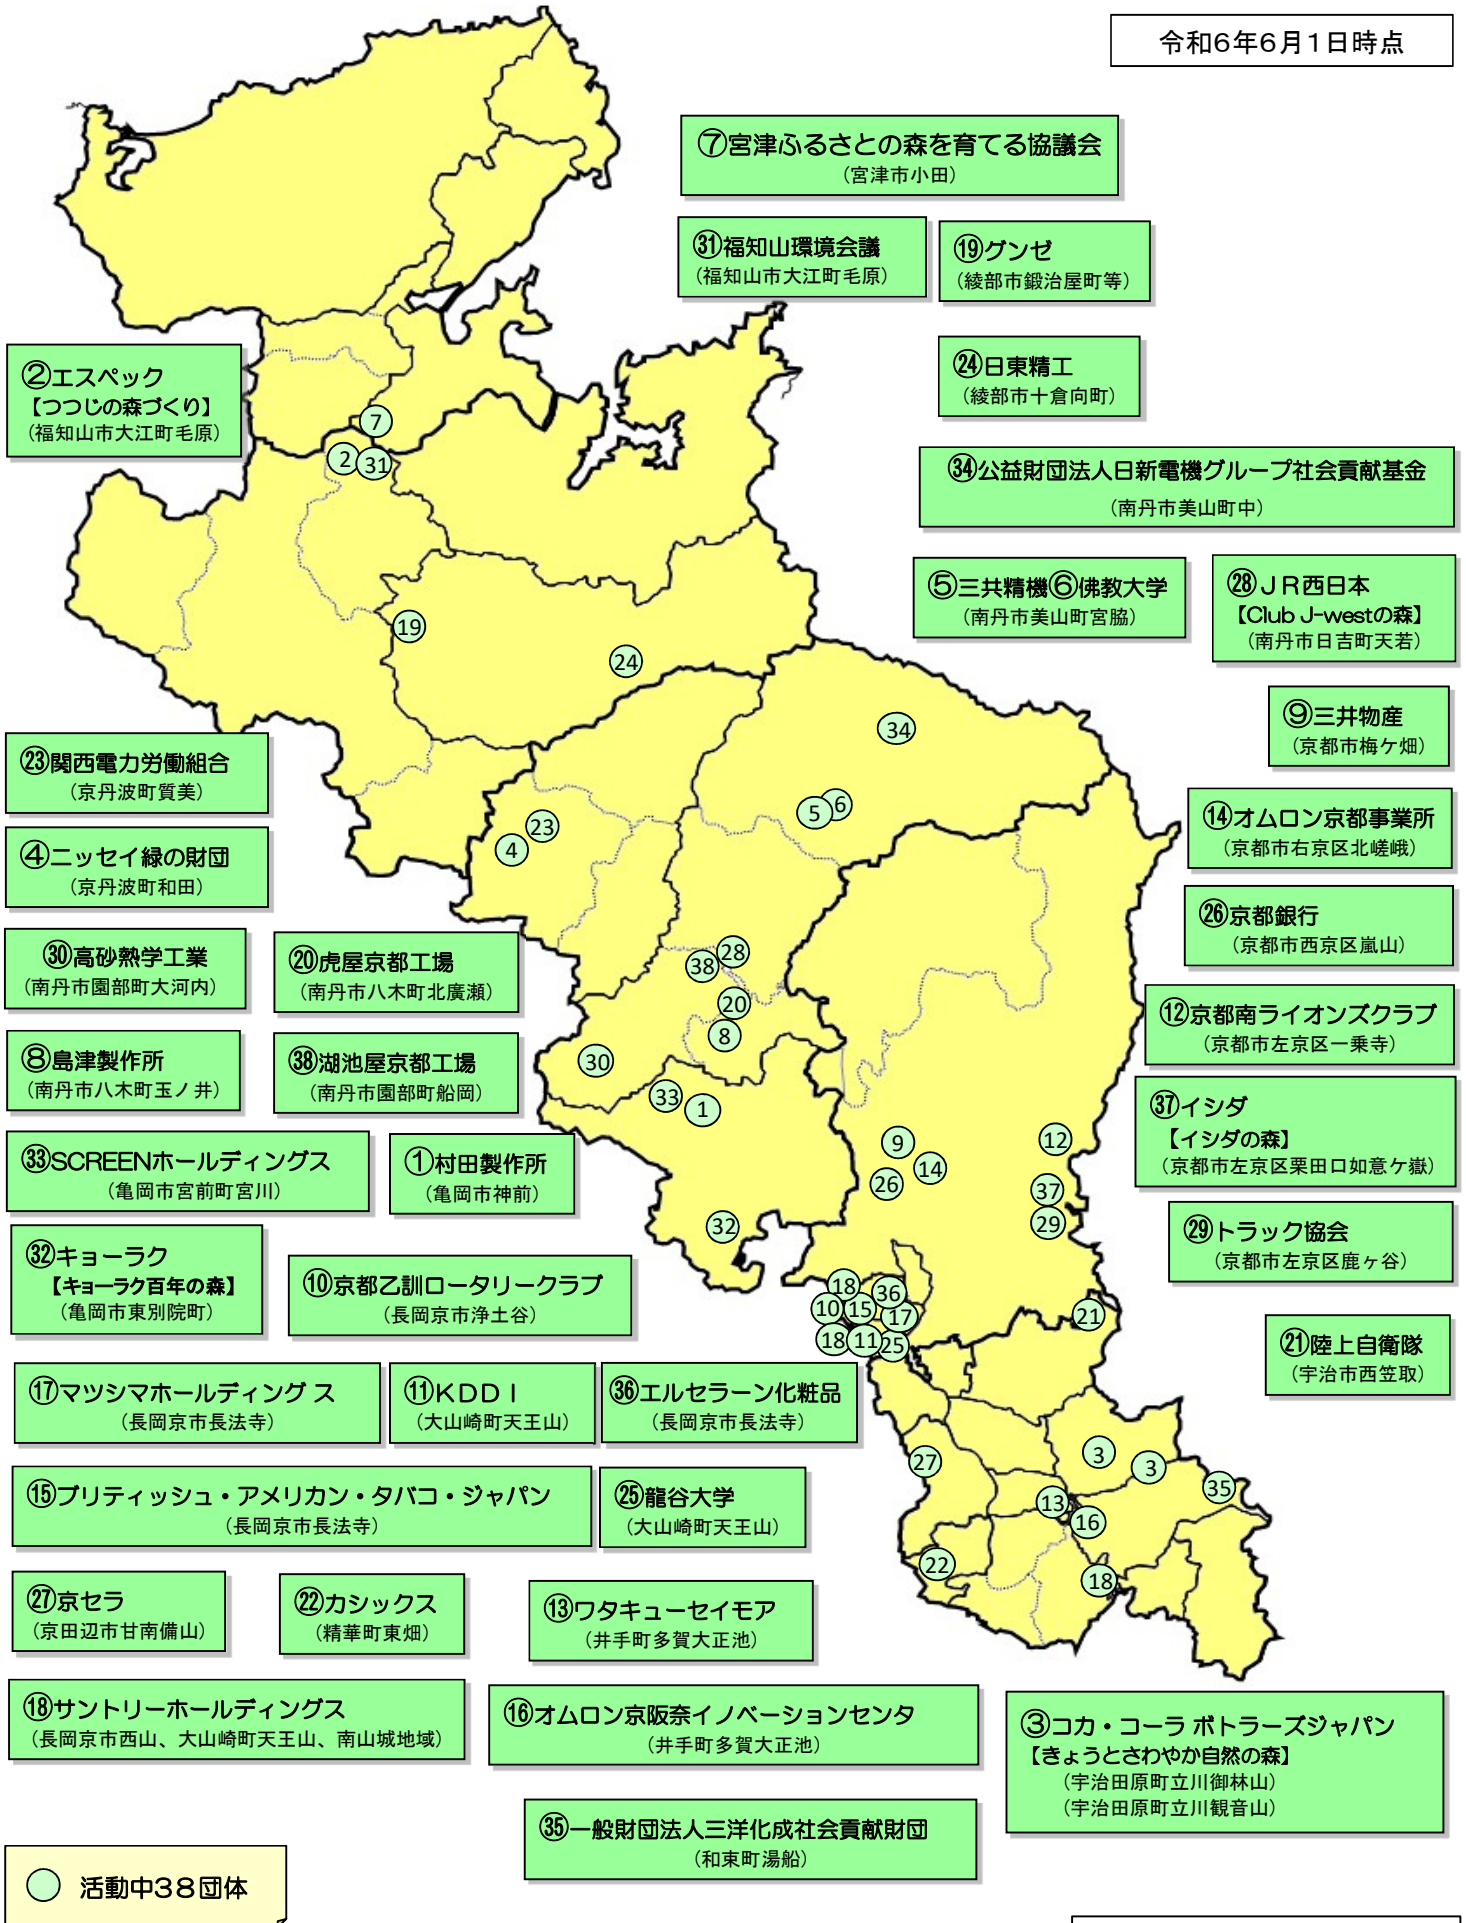 令和6年6月1日時点
⑦宮津ふるさとの森を育てる協議会
（宮津市小田）
㉛福知山環境会議
（福知山市大江町毛原）
⑲グンゼ
（綾部市鍛治屋町等）
②エスペック
【つつじの森づくり】
（福知山市大江町毛原）
㉔日東精工
（綾部市十倉向町）
㉞公益財団法人日新電機グループ社会貢献基金
（南丹市美山町中）
⑤三共精機⑥佛教大学
（南丹市美山町宮脇）
㉘ＪＲ西日本
【Club J-westの森】
（南丹市日吉町天若）
⑨三井物産
（京都市梅ケ畑）
㉓関西電力労働組合
（京丹波町質美）
⑭オムロン京都事業所
（京都市右京区北嵯峨）
④ニッセイ緑の財団
（京丹波町和田）
㉖京都銀行
（京都市西京区嵐山）
㉚高砂熱学工業
（南丹市園部町大河内）
⑳虎屋京都工場
（南丹市八木町北廣瀬）
⑫京都南ライオンズクラブ
（京都市左京区一乗寺）
⑧島津製作所
（南丹市八木町玉ノ井）
㊳湖池屋京都工場
（南丹市園部町船岡）
㊲イシダ
【イシダの森】
（京都市左京区粟田口如意ケ嶽）
㉝SCREENホールディングス
（亀岡市宮前町宮川）
①村田製作所
（亀岡市神前）
㉙トラック協会
（京都市左京区鹿ヶ谷）
㉜キョーラク
【キョーラク百年の森】
（亀岡市東別院町）
⑩京都乙訓ロータリークラブ
（長岡京市浄土谷）
㉑陸上自衛隊
（宇治市西笠取）
⑰マツシマホールディング ス
（長岡京市長法寺）
⑪ＫＤＤＩ
（大山崎町天王山）
㊱エルセラーン化粧品
（長岡京市長法寺）
⑮ブリティッシュ・アメリカン・タバコ・ジャパン
（長岡京市長法寺）
㉕龍谷大学
（大山崎町天王山）
㉗京セラ
（京田辺市甘南備山）
㉒カシックス
（精華町東畑）
⑬ワタキューセイモア
（井手町多賀大正池）
⑱サントリーホールディングス
（長岡京市西山、大山崎町天王山、南山城地域）
⑯オムロン京阪奈イノベーションセンタ
（井手町多賀大正池）
③コカ・コーラ ボトラーズジャパン
【きょうとさわやか自然の森】
（宇治田原町立川御林山）
（宇治田原町立川観音山）
㉟一般財団法人三洋化成社会貢献財団
（和束町湯船）
活動中３８団体
7
2
31
19
24
34
5
6
23
4
28
38
20
8
30
33
1
9
12
14
26
37
29
32
18
36
10
15
17
21
18
11
25
27
3
3
35
13
16
22
18